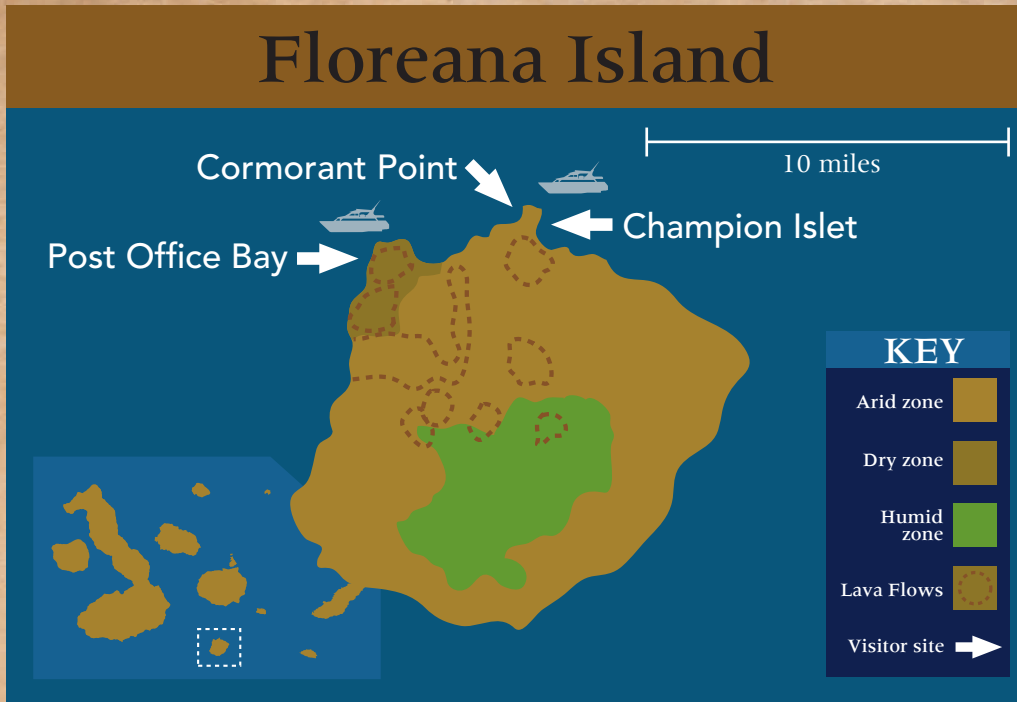 Floreana Island
10 miles
Cormorant Point
Champion Islet
Post Office Bay
KEY
Arid zone
Dry zone
Humid
zone
Lava Flows
Visitor site